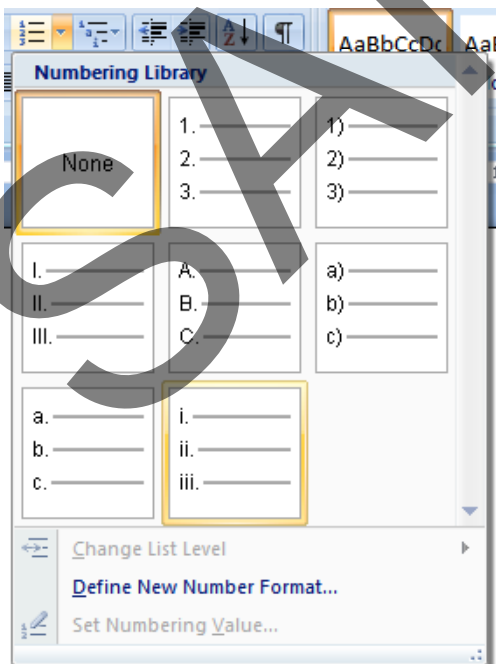 AaBbCcDc AaB
Numbering Library
None
1.
2.
3.
1)
2)
3)
I.
II.
III.
A.
B.
C.
a)
b)
c)
a.
b.
c.
i.
ii.
iii.
Change List Level
Define New Number Format...
Set Numbering Value...
SA